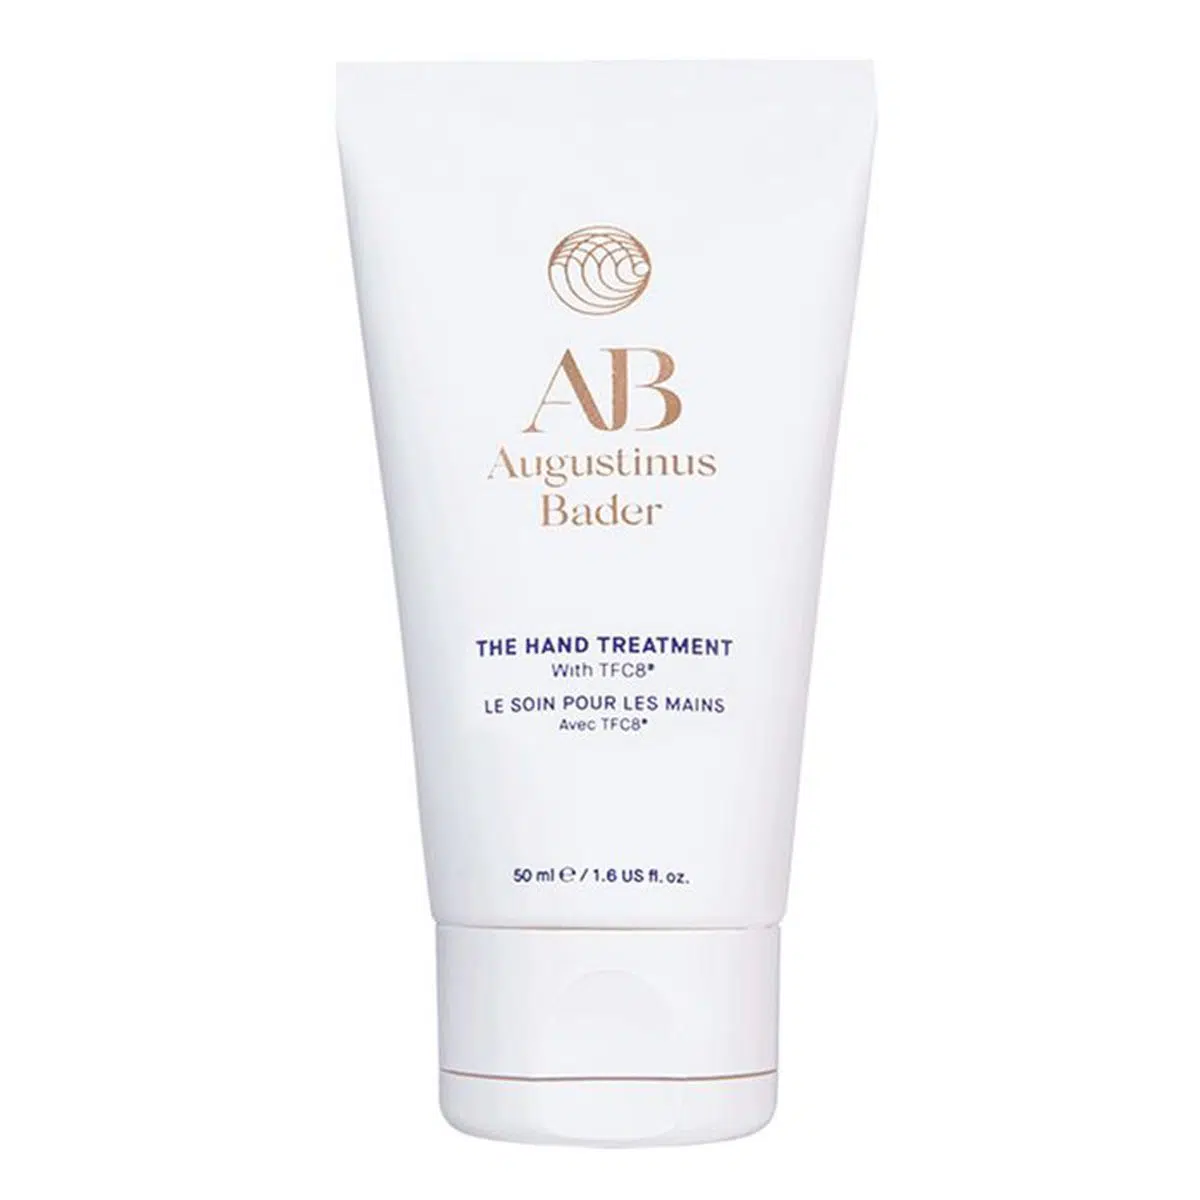 AB
Augustinus
Bader
THE HAND TREATMENT
With TFC8®
LE SOIN POUR LES MAINS
Avec TFC8®
50 ml ℮ / 1.6 US fl. oz.